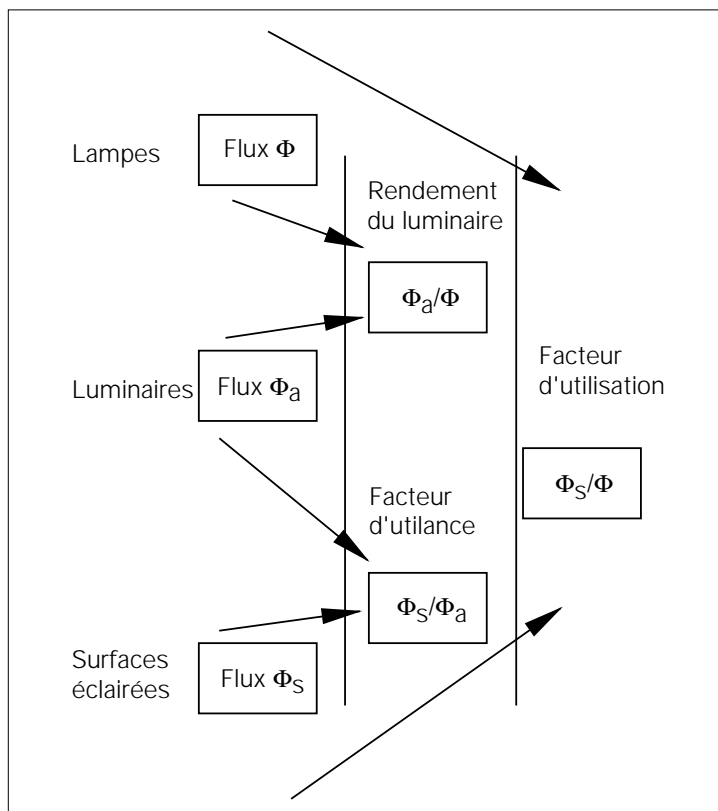 Lampes
Flux Φ
Rendement
du luminaire
Φa/Φ
Luminaires
Flux Φa
Facteur
d'utilisation
Φs/Φ
Facteur
d'utilance
Φs/Φa
Surfaces
éclairées
Flux Φs